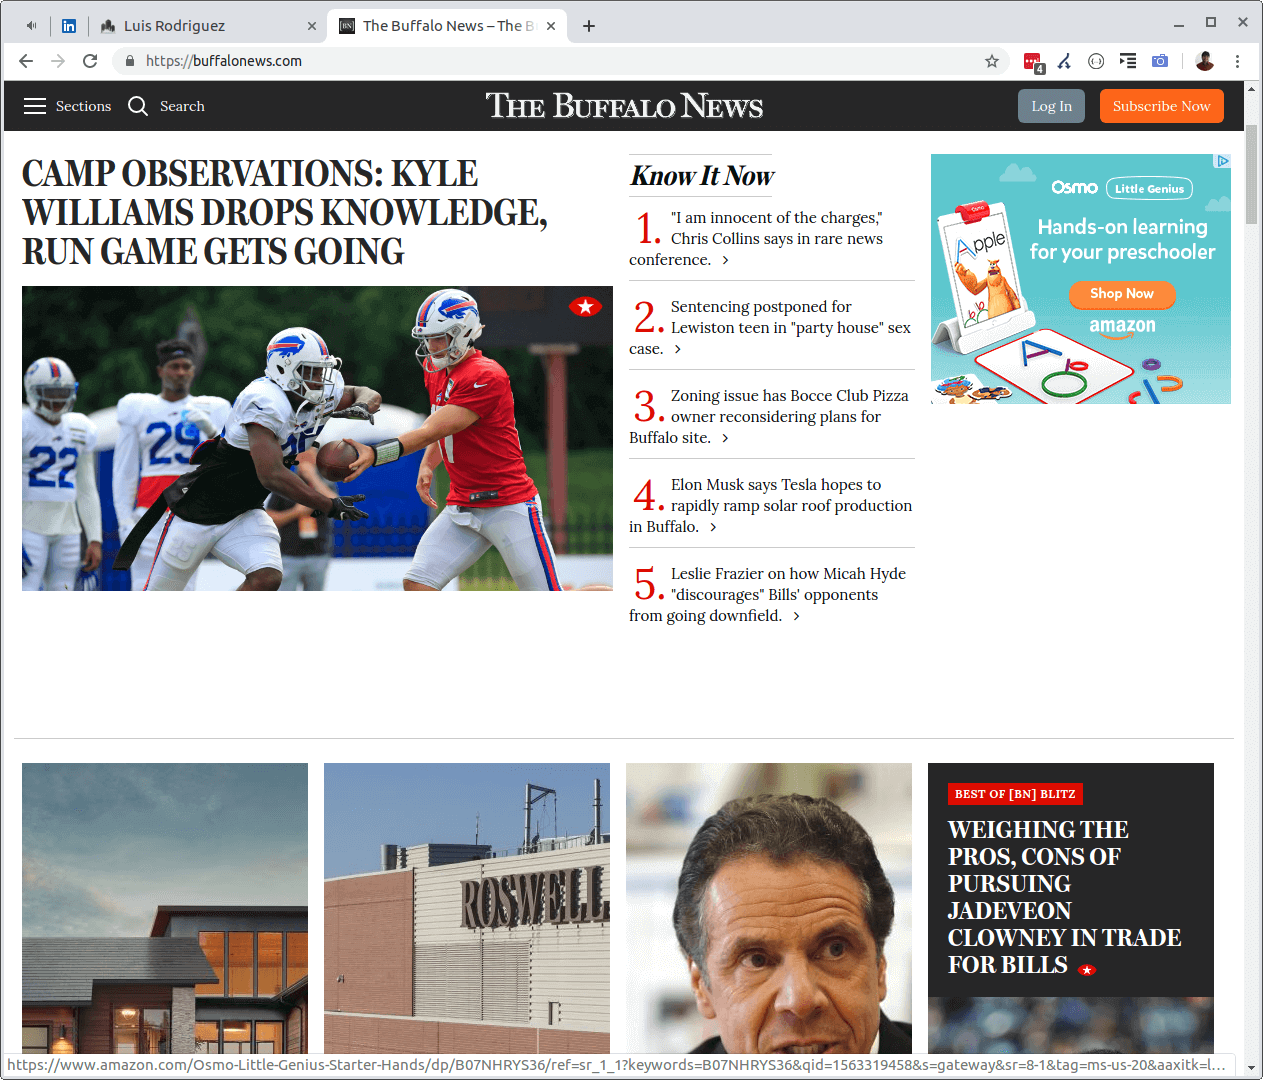 Luis Rodriguez
The Buffalo News – The B
https://buffalonews.com
4
Sections
Search
THE BUFFALO NEWS
Log In
Subscribe Now
CAMP OBSERVATIONS: KYLE
WILLIAMS DROPS KNOWLEDGE,
RUN GAME GETS GOING
22
29
Know It Now
1. "I am innocent of the charges,"
Chris Collins says in rare news
conference.
2. Sentencing postponed for
Lewiston teen in "party house" sex
case.
3. Zoning issue has Bocce Club Pizza
owner reconsidering plans for
Buffalo site.
4. Elon Musk says Tesla hopes to
rapidly ramp solar roof production
in Buffalo.
5. Leslie Frazier on how Micah Hyde
"discourages" Bills' opponents
from going downfield.
Osmo Little Genius
Hands-on learning
for your preschooler
Shop Now
amazon
Apple
ROSWELL
BEST OF [BN] BLITZ
WEIGHING THE
PROS, CONS OF
PURSUING
JADEVEON
CLOWNEY IN TRADE
FOR BILLS
https://www.amazon.com/Osmo-Little-Genius-Starter-Hands/dp/B07NHRYS36/ref=sr_1_1?keywords=B07NHRYS36&qid=1563319458&s=gateway&sr=8-1&tag=ms-us-20&aaxitk=l...